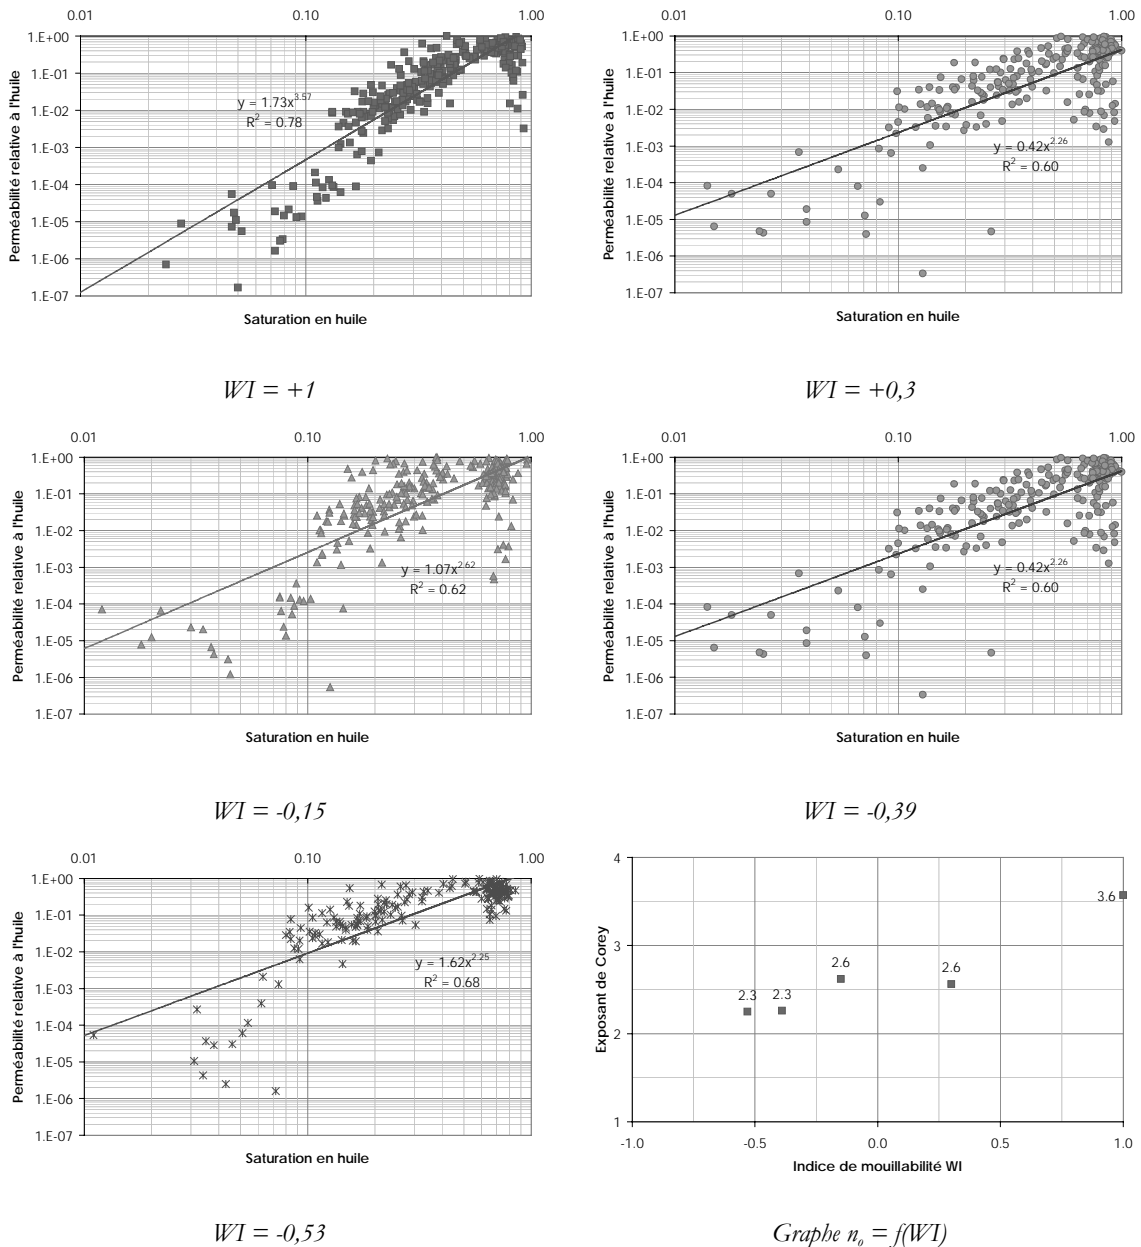 0.01 0.10 1.00
1.E+00
1.E-01
1.E-02
1.E-03
1.E-04
1.E-05
1.E-06
1.E-07
Perméabilité relative à l'huile
y = 1.73x^3.57
R² = 0.78
Saturation en huile
WI = +1
0.01 0.10 1.00
1.E+00
1.E-01
1.E-02
1.E-03
1.E-04
1.E-05
1.E-06
1.E-07
Perméabilité relative à l'huile
y = 0.42x^2.26
R² = 0.60
Saturation en huile
WI = +0,3
0.01 0.10 1.00
1.E+00
1.E-01
1.E-02
1.E-03
1.E-04
1.E-05
1.E-06
1.E-07
Perméabilité relative à l'huile
y = 1.07x^2.62
R² = 0.62
Saturation en huile
WI = -0,15
0.01 0.10 1.00
1.E+00
1.E-01
1.E-02
1.E-03
1.E-04
1.E-05
1.E-06
1.E-07
Perméabilité relative à l'huile
y = 0.42x^2.26
R² = 0.60
Saturation en huile
WI = -0,39
0.01 0.10 1.00
1.E+00
1.E-01
1.E-02
1.E-03
1.E-04
1.E-05
1.E-06
1.E-07
Perméabilité relative à l'huile
y = 1.62x^2.25
R² = 0.68
Saturation en huile
WI = -0,53
4
3
2
1
Exposant de Corey
3.6
2.6
2.6
2.3 2.3
-1.0 -0.5 0.0 0.5 1.0
Indice de mouillabilité WI
Graphe nₒ = f(WI)